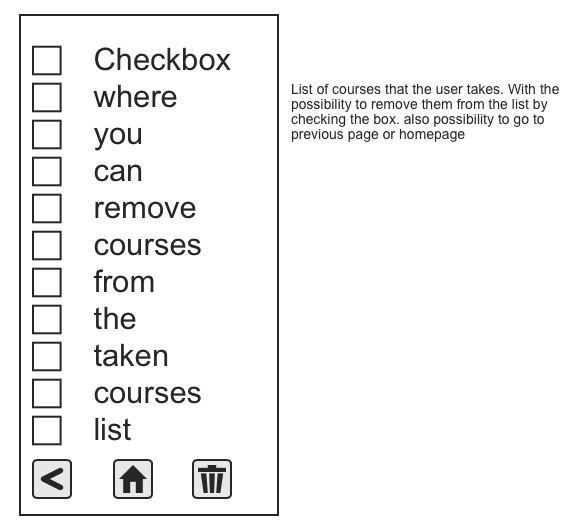 Checkbox
where
you
can
remove
courses
from
the
taken
courses
list
List of courses that the user takes. With the
possibility to remove them from the list by
checking the box. also possibility to go to
previous page or homepage